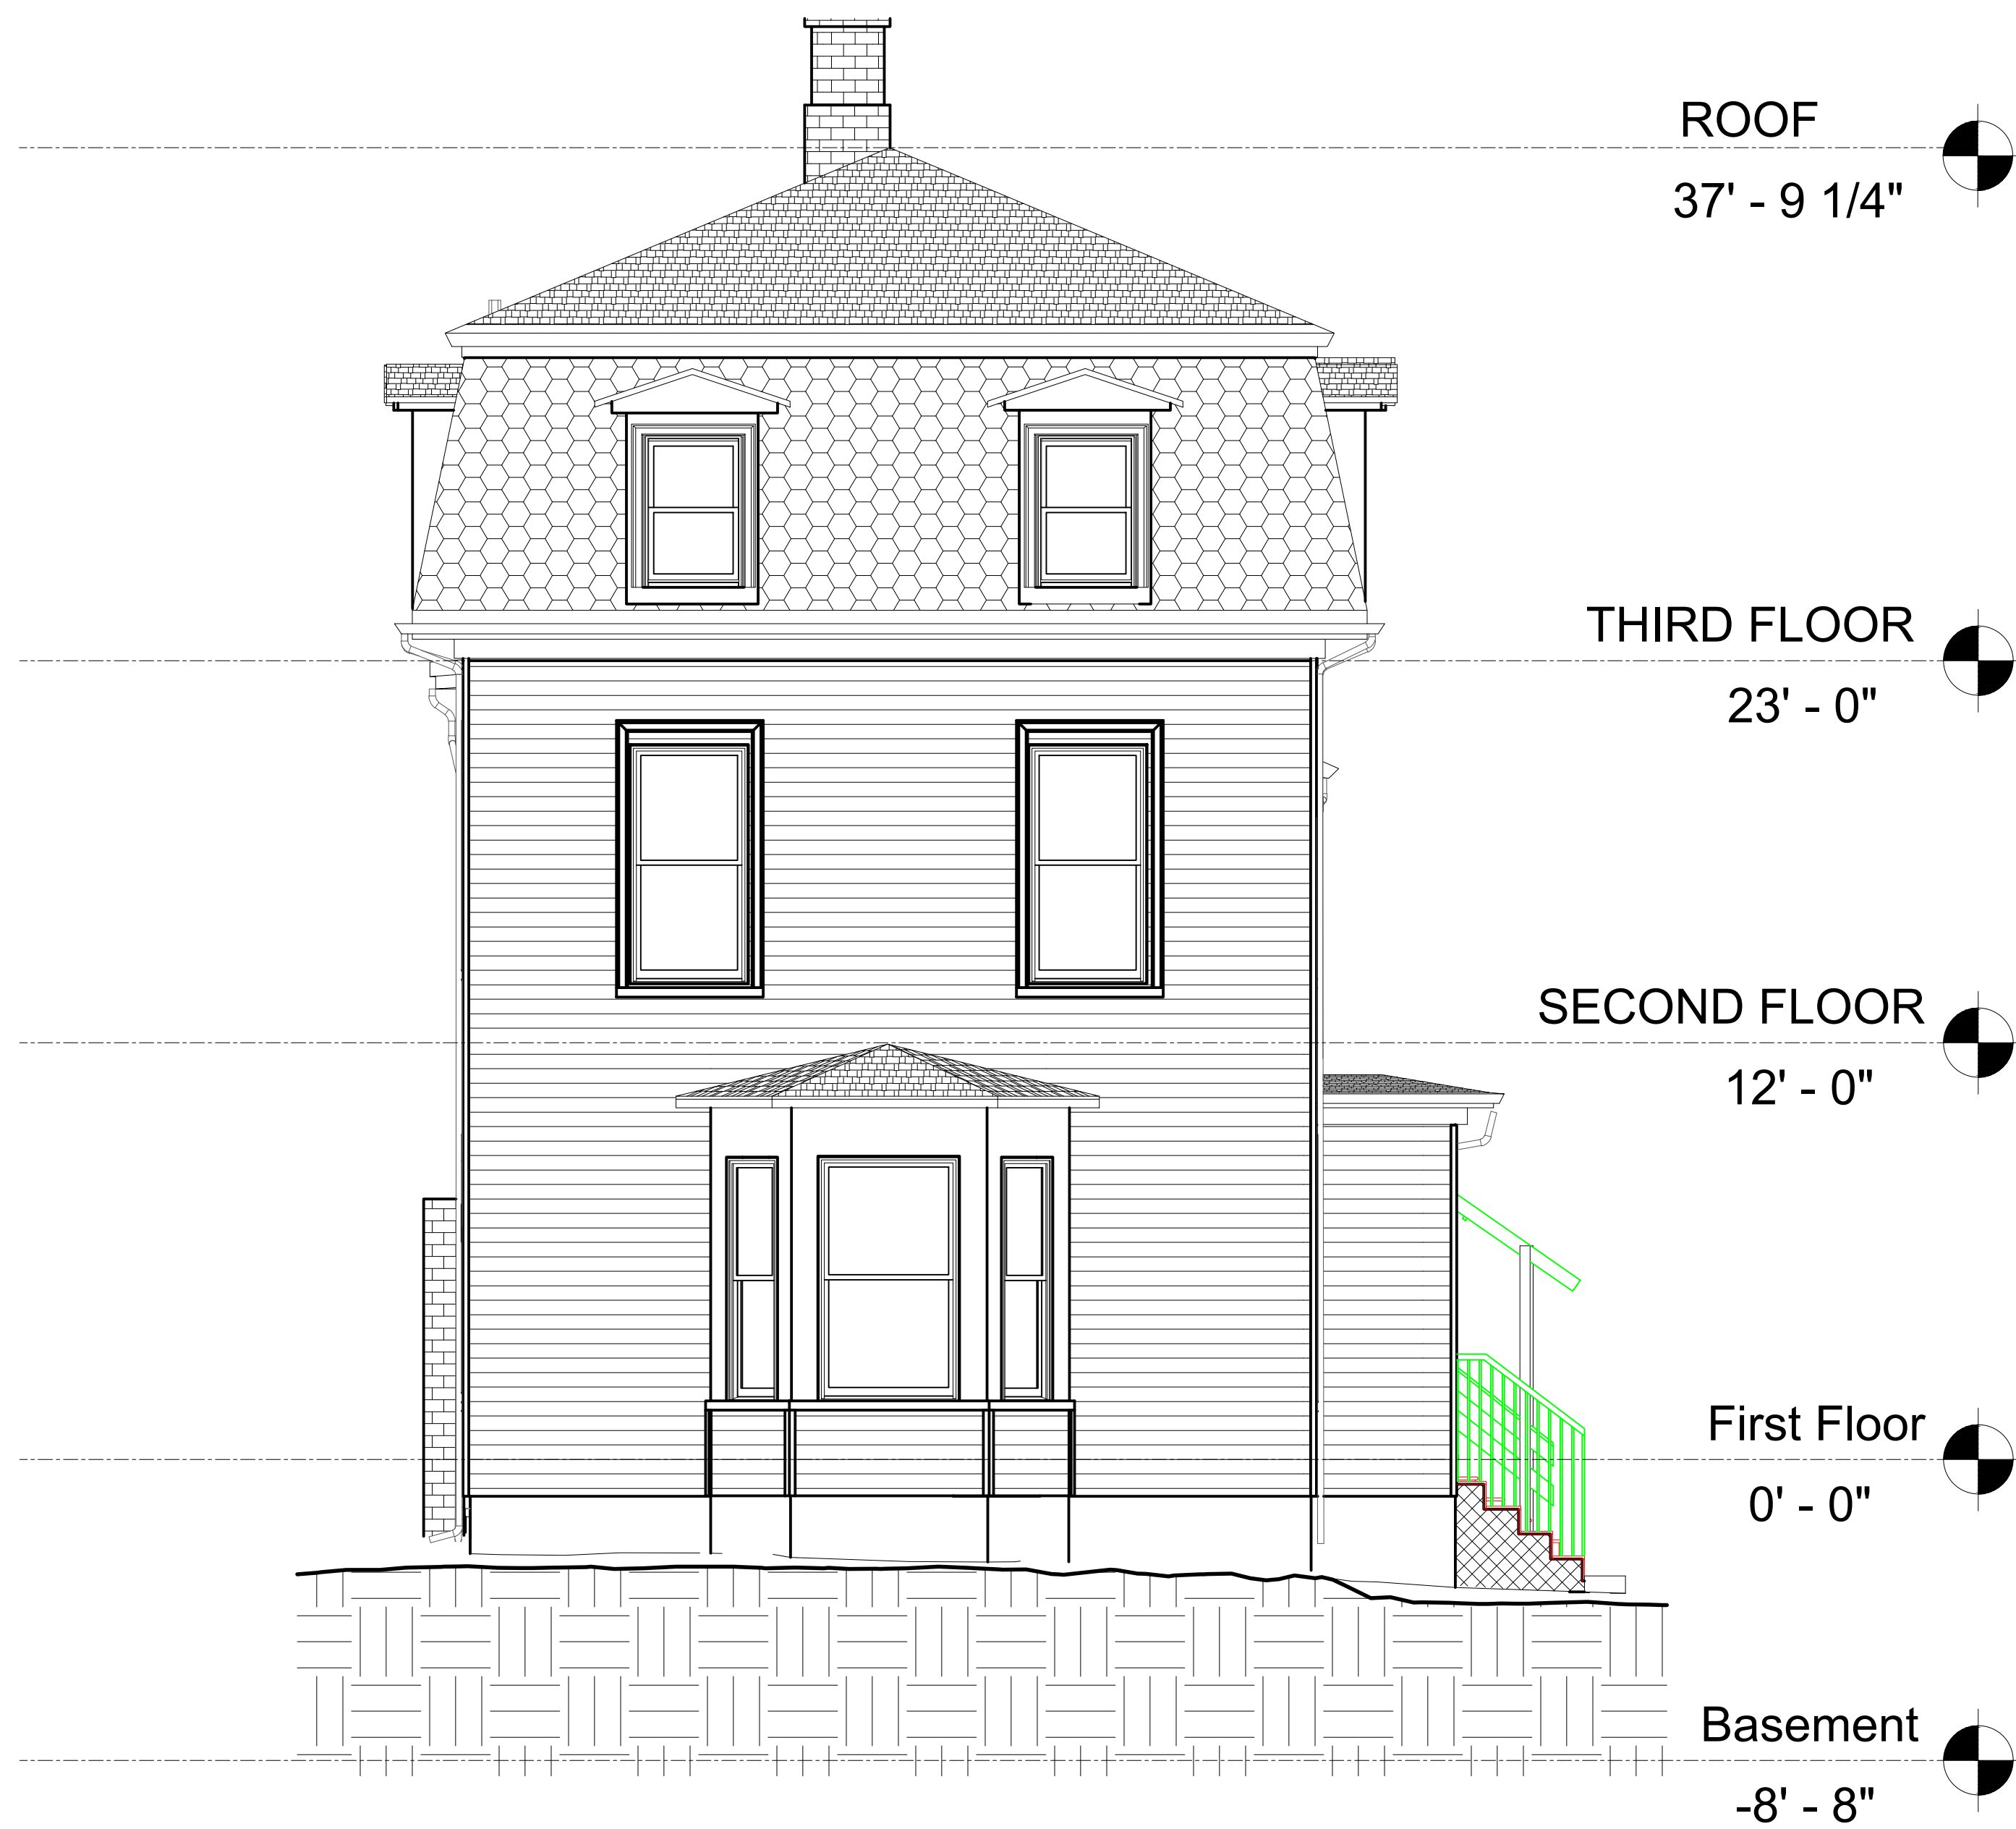 ROOF
37' - 9 1/4"
THIRD FLOOR
23' - 0"
SECOND FLOOR
12' - 0"
First Floor
0' - 0"
Basement
-8' - 8"